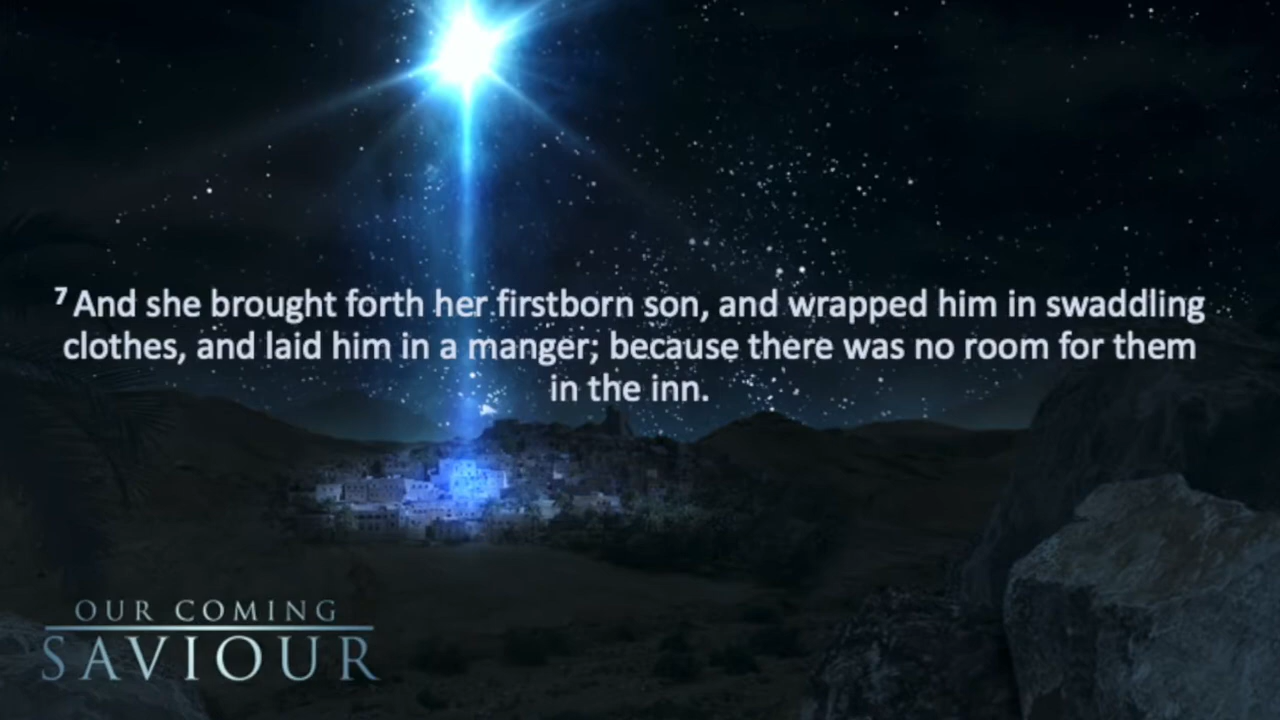 ⁷ And she brought forth her firstborn son, and wrapped him in swaddling
clothes, and laid him in a manger; because there was no room for them
in the inn.
OUR COMING
SAVIOUR